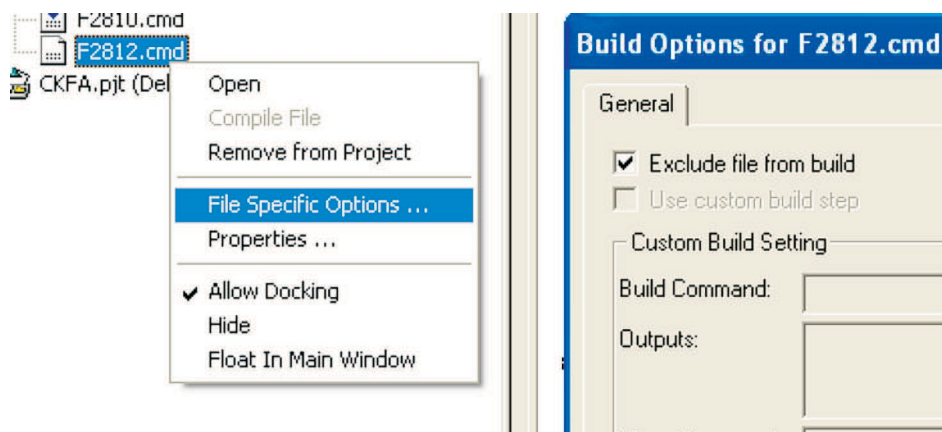 F2810.cmd
F2812.cmd
CKFA.pjt (Del
Open
Compile File
Remove from Project
File Specific Options ...
Properties ...
Allow Docking
Hide
Float In Main Window
Build Options for F2812.cmd
General
Exclude file from build
Use custom build step
Custom Build Setting
Build Command:
Outputs: